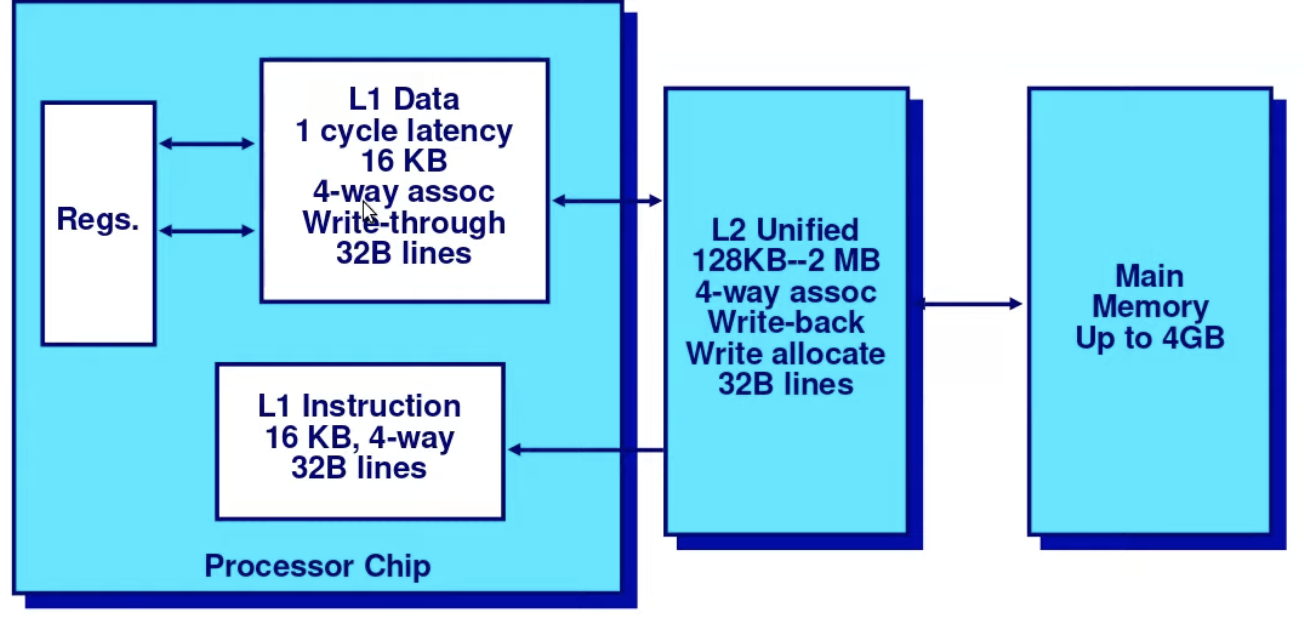 Regs.
L1 Data
1 cycle latency
16 KB
4-way assoc
Write-through
32B lines
L1 Instruction
16 KB, 4-way
32B lines
Processor Chip
L2 Unified
128KB--2 MB
4-way assoc
Write-back
Write allocate
32B lines
Main
Memory
Up to 4GB